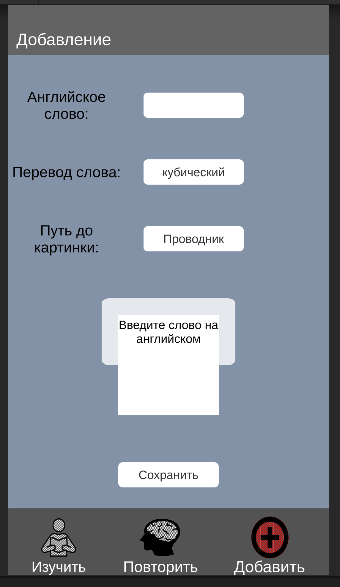 Добавление
Английское
слово:
Перевод слова:
кубический
Путь до
картинки:
Проводник
Введите слово на
английском
Сохранить
Изучить
Повторить
Добавить